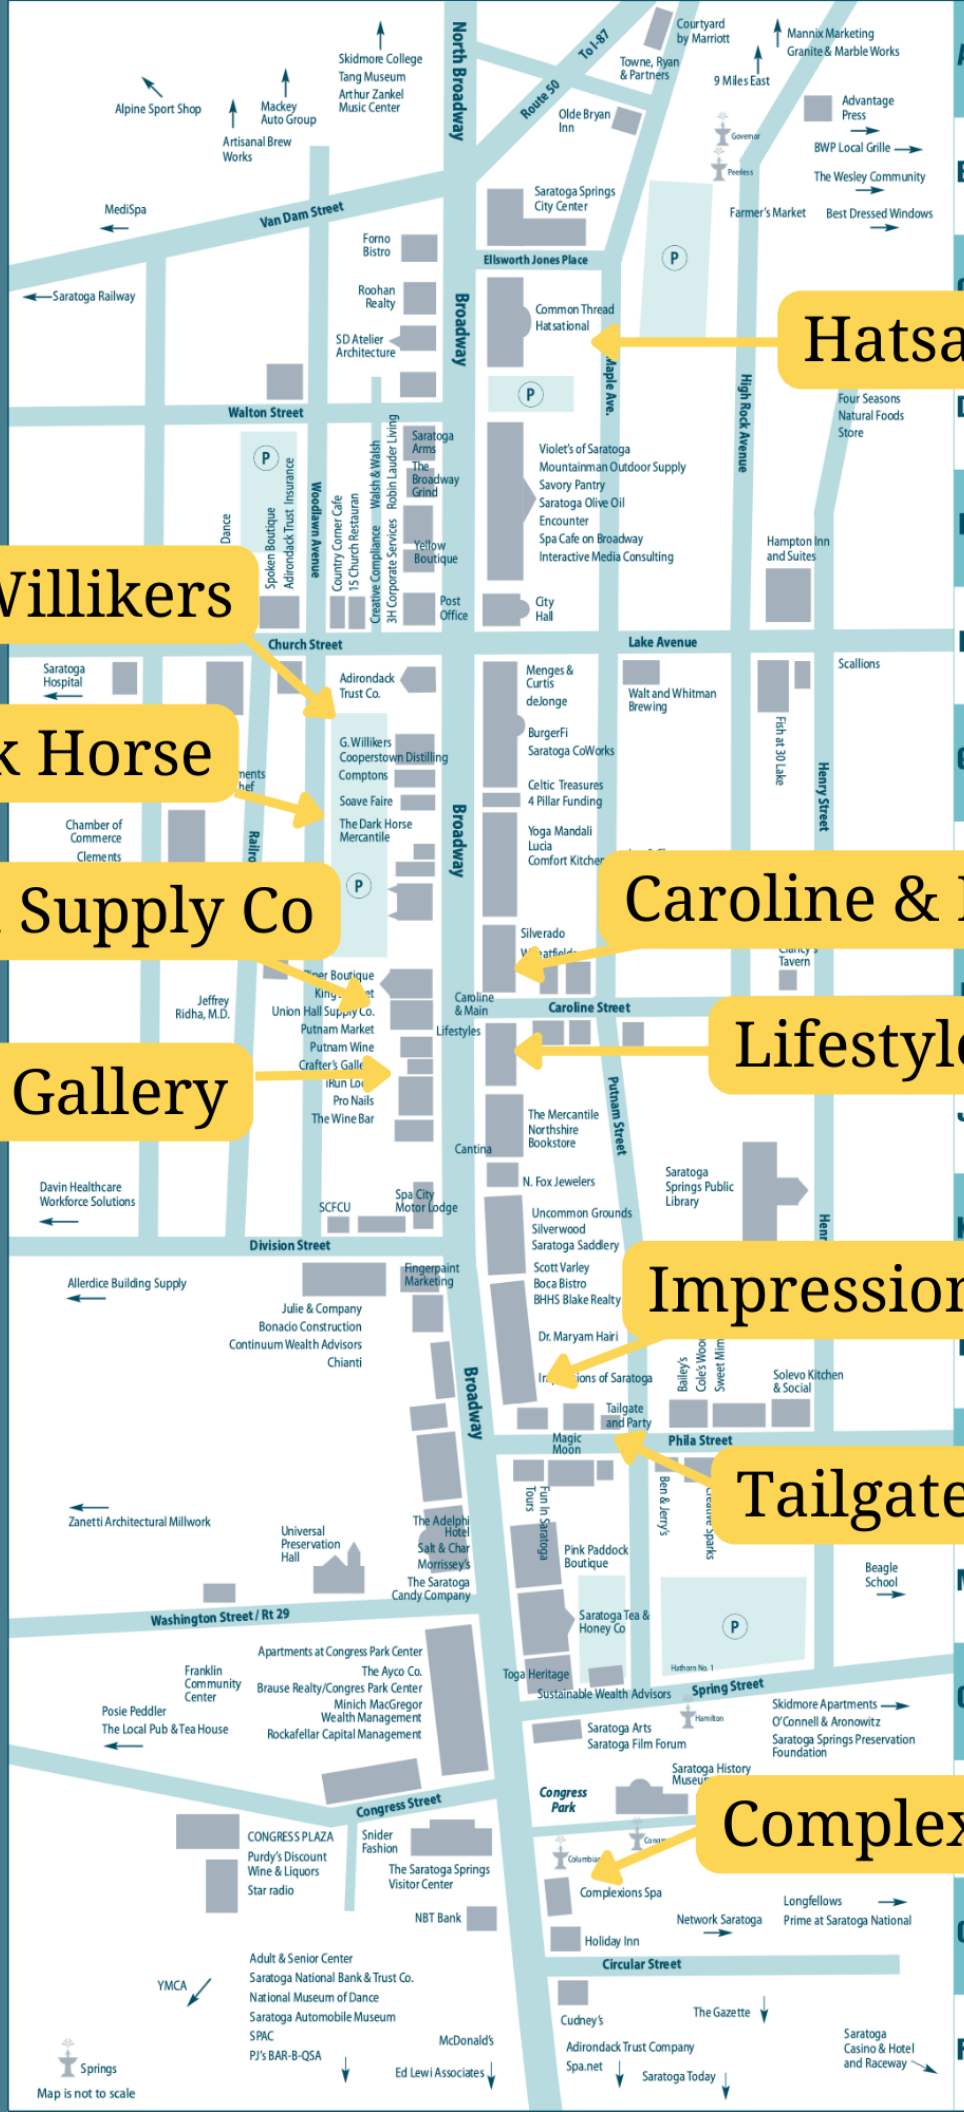 North Broadway
Skidmore College
Tang Museum
Arthur Zankel
Music Center
Alpine Sport Shop
Mackey
Auto Group
Artisanal Brew
Works
To I-87
Route 50
Courtyard
by Marriott
Towne, Ryan
& Partners
Olde Bryan
Inn
Mannix Marketing
Granite & Marble Works
9 Miles East
Advantage
Press
Governor
Peerless
BWP Local Grille
The Wesley Community
Farmer's Market
Best Dressed Windows
MediSpa
Van Dam Street
Saratoga Springs
City Center
Forno
Bistro
Ellsworth Jones Place
P
Saratoga Railway
Roohan
Realty
Broadway
Common Thread
Hatsational
SD Atelier
Architecture
Hatsa
Maple Ave.
High Rock Avenue
P
Four Seasons
Natural Foods
Store
Walton Street
P
Dance
Spoken Boutique
Adirondack Trust Insurance
Woodlawn Avenue
Country Corner Cafe
15 Church Restauran
Creative Compliance
Walsh & Walsh
3H Corporate Services
Robin Lauder Living
Saratoga
Arms
The
Broadway
Grind
Yellow
Boutique
Post
Office
Violet's of Saratoga
Mountainman Outdoor Supply
Savory Pantry
Saratoga Olive Oil
Encounter
Spa Cafe on Broadway
Interactive Media Consulting
Hampton Inn
and Suites
City
Hall
Willikers
Church Street
Lake Avenue
Saratoga
Hospital
Adirondack
Trust Co.
Menges &
Curtis
deJonge
Walt and Whitman
Brewing
Scallions
Fish at 30 Lake
Henry Street
BurgerFi
Saratoga CoWorks
G. Willikers
Cooperstown Distilling
Comptons
Soave Faire
The Dark Horse
Mercantile
k Horse
Celtic Treasures
4 Pillar Funding
Broadway
Yoga Mandali
Lucia
Comfort Kitchen
Chamber of
Commerce
Clements
Railro
P
Supply Co
Caroline &
Silverado
Tavern
Piper Boutique
Union Hall Supply Co.
Putnam Market
Putnam Wine
Pro Nails
The Wine Bar
Jeffrey
Ridha, M.D.
Caroline
& Main
Lifestyles
Caroline Street
Lifestyle
Gallery
Putnam Street
The Mercantile
Northshire
Bookstore
Cantina
N. Fox Jewelers
Saratoga
Springs Public
Library
Davin Healthcare
Workforce Solutions
SCFCU
Spa City
Motor Lodge
Uncommon Grounds
Silverwood
Saratoga Saddlery
Henr
Division Street
Scott Varley
Boca Bistro
BHHS Blake Realty
Allerdice Building Supply
Fingerpaint
Marketing
Impression
Julie & Company
Bonacio Construction
Continuum Wealth Advisors
Chianti
Dr. Maryam Hairi
Broadway
Bailey's
Cole's Wood
Sweet Mim
Solevo Kitchen
& Social
Tailgate
and Party
Magic
Moon
Phila Street
Tailgate
Zanetti Architectural Millwork
Universal
Preservation
Hall
The Adelphi
Hotel
Salt & Char
Morrissey's
The Saratoga
Candy Company
Fun In Saratoga
Tours
Ben & Jerry's
Pink Paddock
Boutique
Beagle
School
Washington Street / Rt 29
Saratoga Tea &
Honey Co
P
Hathorn No. 1
Apartments at Congress Park Center
The Ayco Co.
Brause Realty/Congres Park Center
Minich MacGregor
Wealth Management
Rockafellar Capital Management
Toga Heritage
Sustainable Wealth Advisors
Spring Street
Franklin
Community
Center
Posie Peddler
The Local Pub & Tea House
Hamilton
Saratoga Arts
Saratoga Film Forum
Skidmore Apartments
O'Connell & Aronowitz
Saratoga Springs Preservation
Foundation
Congress
Park
Saratoga History
Congress Street
Complex
CONGRESS PLAZA
Purdy's Discount
Wine & Liquors
Star radio
Snider
Fashion
The Saratoga Springs
Visitor Center
NBT Bank
Complexions Spa
Longfellows
Network Saratoga
Prime at Saratoga National
Holiday Inn
Circular Street
YMCA
Adult & Senior Center
Saratoga National Bank & Trust Co.
National Museum of Dance
Saratoga Automobile Museum
SPAC
PJ's BAR-B-QSA
Cudney's
The Gazette
McDonald's
Ed Lewi Associates
Adirondack Trust Company
Spa.net
Saratoga Today
Saratoga
Casino & Hotel
and Raceway
Springs
Map is not to scale